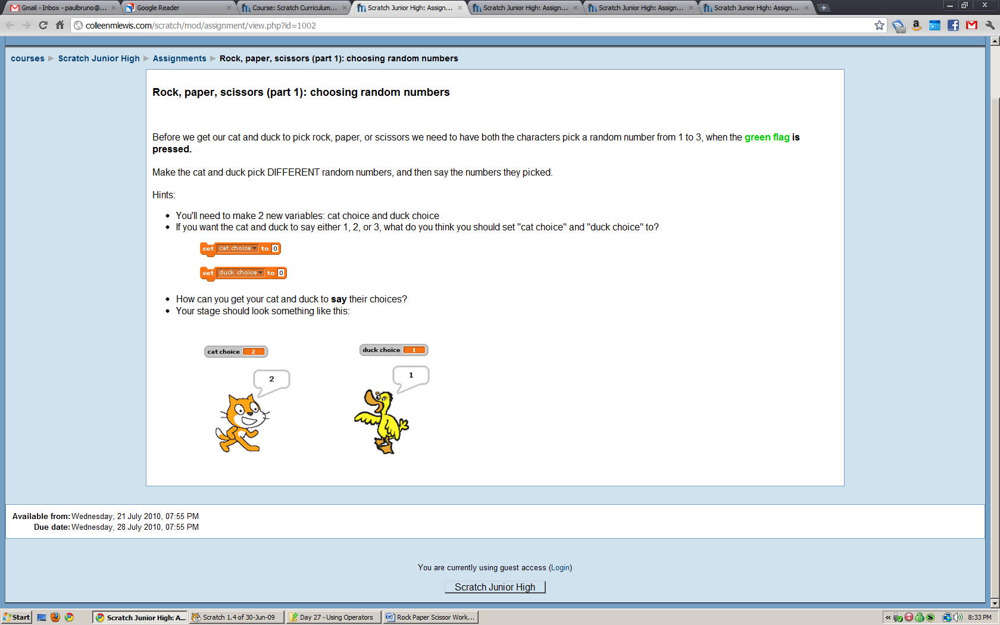 Gmail - Inbox - paulbruno@...
Google Reader
Course: Scratch Curriculum...
Scratch Junior High: Assign...
Scratch Junior High: Assign...
Scratch Junior High: Assign...
Scratch Junior High: Assign...
colleenmlewis.com/scratch/mod/assignment/view.php?id=1002
courses ► Scratch Junior High ► Assignments ► Rock, paper, scissors (part 1): choosing random numbers
Rock, paper, scissors (part 1): choosing random numbers
Before we get our cat and duck to pick rock, paper, or scissors we need to have both the characters pick a random number from 1 to 3, when the green flag is
pressed.
Make the cat and duck pick DIFFERENT random numbers, and then say the numbers they picked.
Hints:
• You'll need to make 2 new variables: cat choice and duck choice
• If you want the cat and duck to say either 1, 2, or 3, what do you think you should set "cat choice" and "duck choice" to?
set cat choice to 0
set duck choice to 0
• How can you get your cat and duck to say their choices?
• Your stage should look something like this:
cat choice 2
duck choice 1
2
1
Available from: Wednesday, 21 July 2010, 07:55 PM
Due date: Wednesday, 28 July 2010, 07:55 PM
You are currently using guest access (Login)
Scratch Junior High
Start
Scratch Junior High: A...
Scratch 1.4 of 30-Jun-09
Day 27 - Using Operators
Rock Paper Scissor Work...
8:33 PM